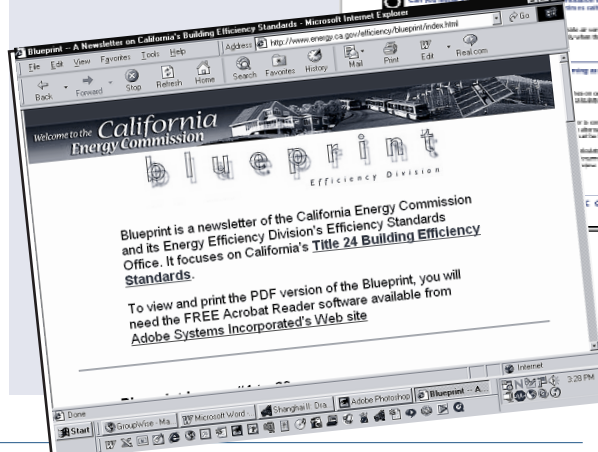 Blueprint -- A Newsletter on California's Building Efficiency Standards - Microsoft Internet Explorer
File Edit View Favorites Tools Help
Address http://www.energy.ca.gov/efficiency/blueprint/index.html
Go
Back Forward Stop Refresh Home Search Favorites History Mail Print Edit Real.com
Welcome to the California
Energy Commission
blueprint
Efficiency Division
Blueprint is a newsletter of the California Energy Commission
and its Energy Efficiency Division's Efficiency Standards
Office. It focuses on California's Title 24 Building Efficiency
Standards.
To view and print the PDF version of the Blueprint, you will
need the FREE Acrobat Reader software available from
Adobe Systems Incorporated's Web site
Done
Internet
Start GroupWise - Ma Microsoft Word - Shanghai II: Dra Adobe Photoshop Blueprint -- A
3:28 PM